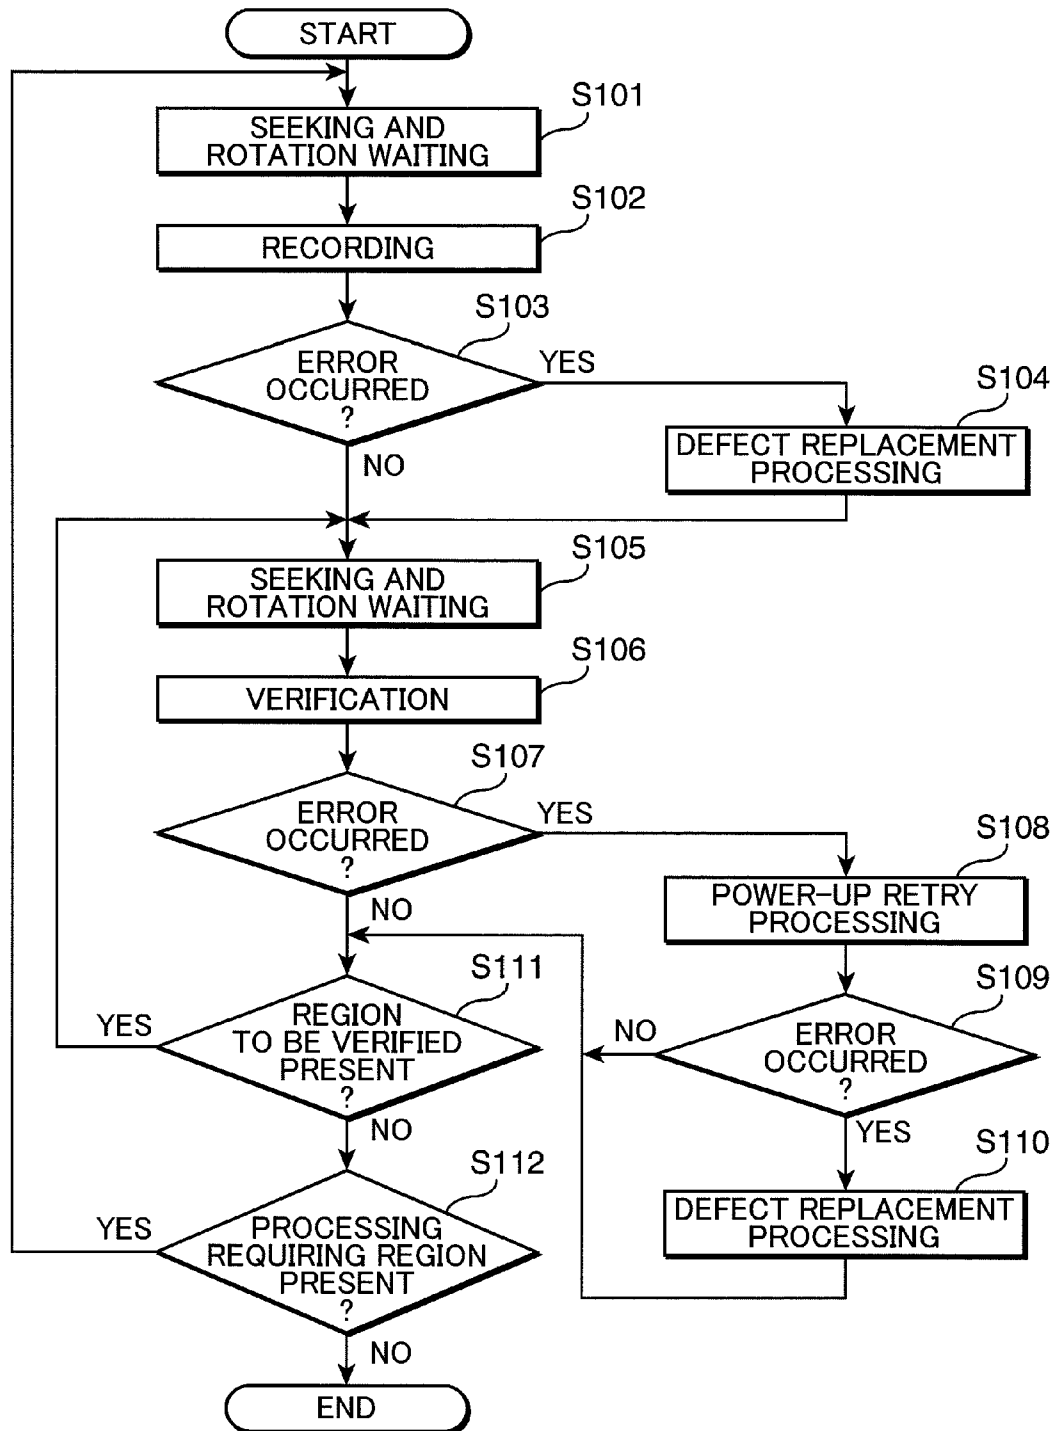 START
S101
SEEKING AND
ROTATION WAITING
S102
RECORDING
S103
ERROR
OCCURRED
?
YES
NO
S104
DEFECT REPLACEMENT
PROCESSING
S105
SEEKING AND
ROTATION WAITING
S106
VERIFICATION
S107
ERROR
OCCURRED
?
YES
NO
S108
POWER-UP RETRY
PROCESSING
S109
ERROR
OCCURRED
?
NO
YES
S110
DEFECT REPLACEMENT
PROCESSING
S111
REGION
TO BE VERIFIED
PRESENT
?
YES
NO
S112
PROCESSING
REQUIRING REGION
PRESENT
?
YES
NO
END